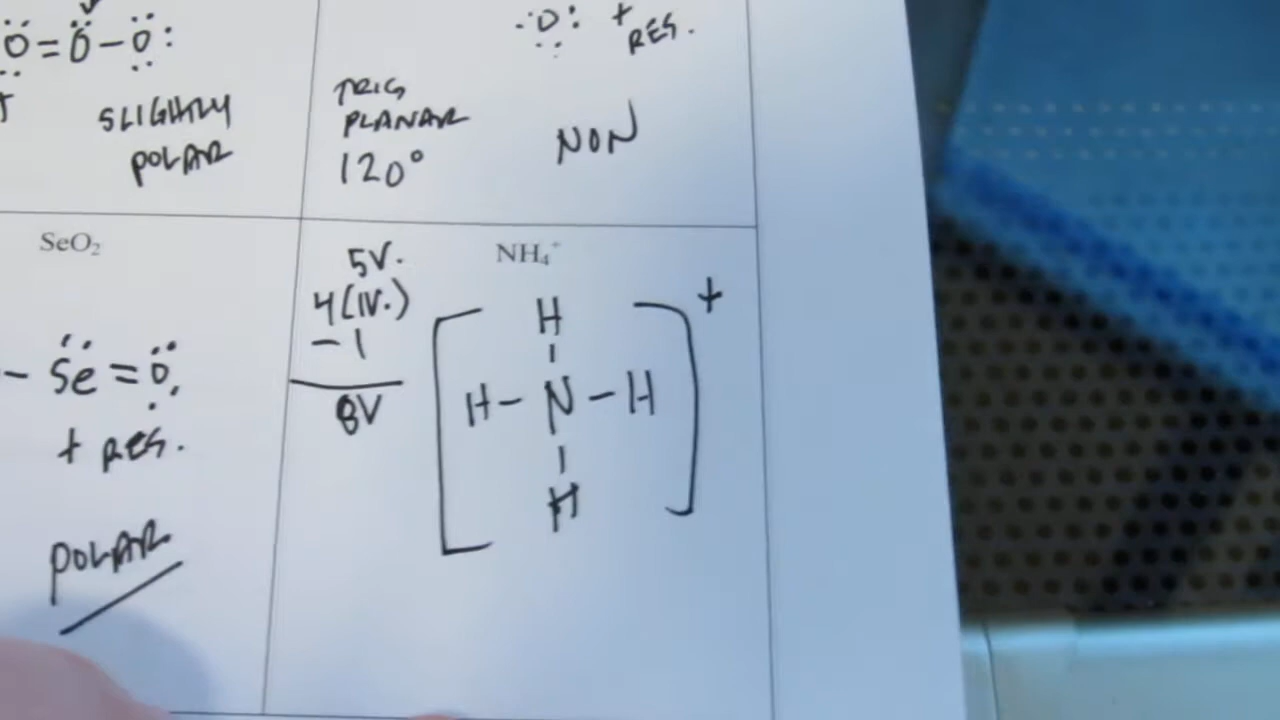 O=O-O:
SLIGHTLY
POLAR
:O: +
RES.
TRIG
PLANAR
120°
NON
SeO₂
- Se = O
+ RES.
POLAR
NH₄⁺
5V.
4(1V.)
-1
8V
[ H +
H-N-H
H ]